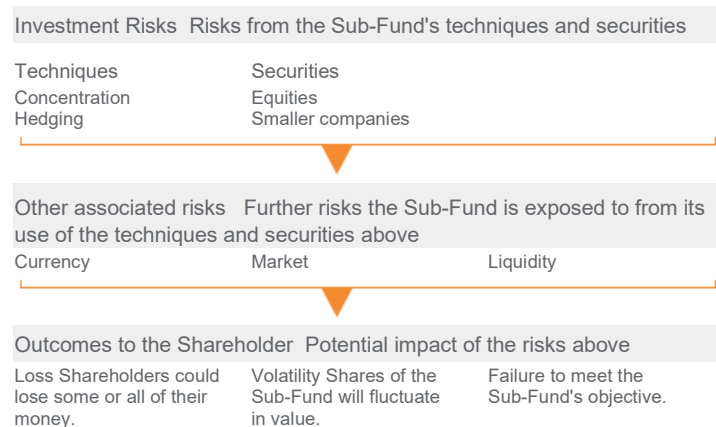 Investment Risks Risks from the Sub-Fund's techniques and securities
Techniques
Concentration
Hedging
Securities
Equities
Smaller companies
Other associated risks Further risks the Sub-Fund is exposed to from its
use of the techniques and securities above
Currency
Market
Liquidity
Outcomes to the Shareholder Potential impact of the risks above
Loss Shareholders could
lose some or all of their
money.
Volatility Shares of the
Sub-Fund will fluctuate
in value.
Failure to meet the
Sub-Fund's objective.